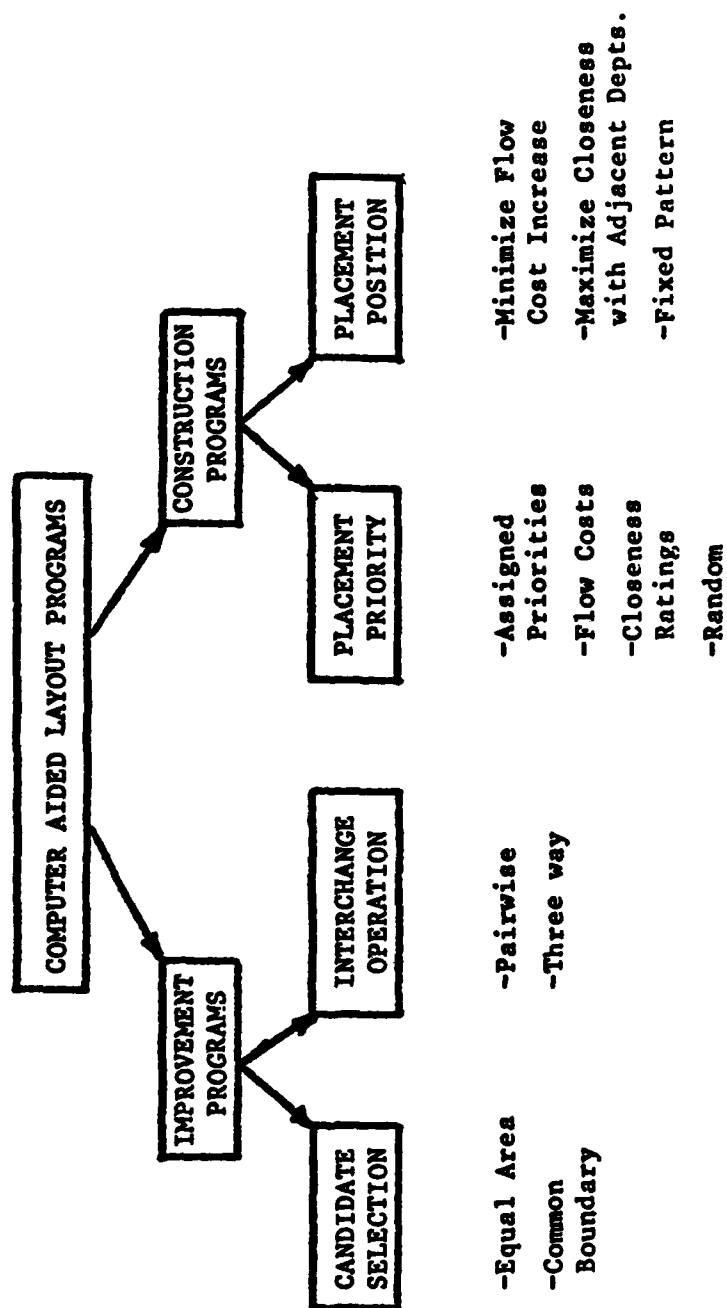 COMPUTER AIDED LAYOUT PROGRAMS
IMPROVEMENT
PROGRAMS
CONSTRUCTION
PROGRAMS
CANDIDATE
SELECTION
INTERCHANGE
OPERATION
PLACEMENT
PRIORITY
PLACEMENT
POSITION
-Equal Area
-Common
Boundary
-Pairwise
-Three way
-Assigned
Priorities
-Flow Costs
-Closeness
Ratings
-Random
-Minimize Flow
Cost Increase
-Maximize Closeness
with Adjacent Depts.
-Fixed Pattern